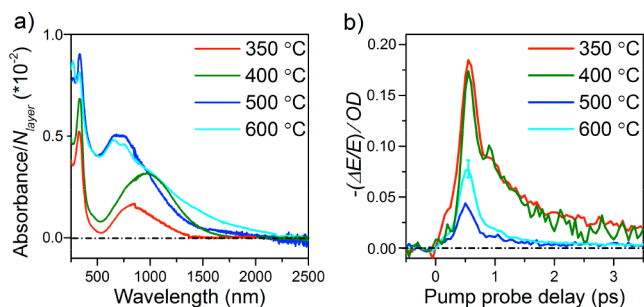 a)
Absorbance/N_layer (*10^-2)
1.0
0.5
0.0
350 °C
400 °C
500 °C
600 °C
500 1000 1500 2000 2500
Wavelength (nm)
b)
-(ΔE/E)/OD
0.20
0.15
0.10
0.05
0.00
350 °C
400 °C
500 °C
600 °C
0 1 2 3
Pump probe delay (ps)